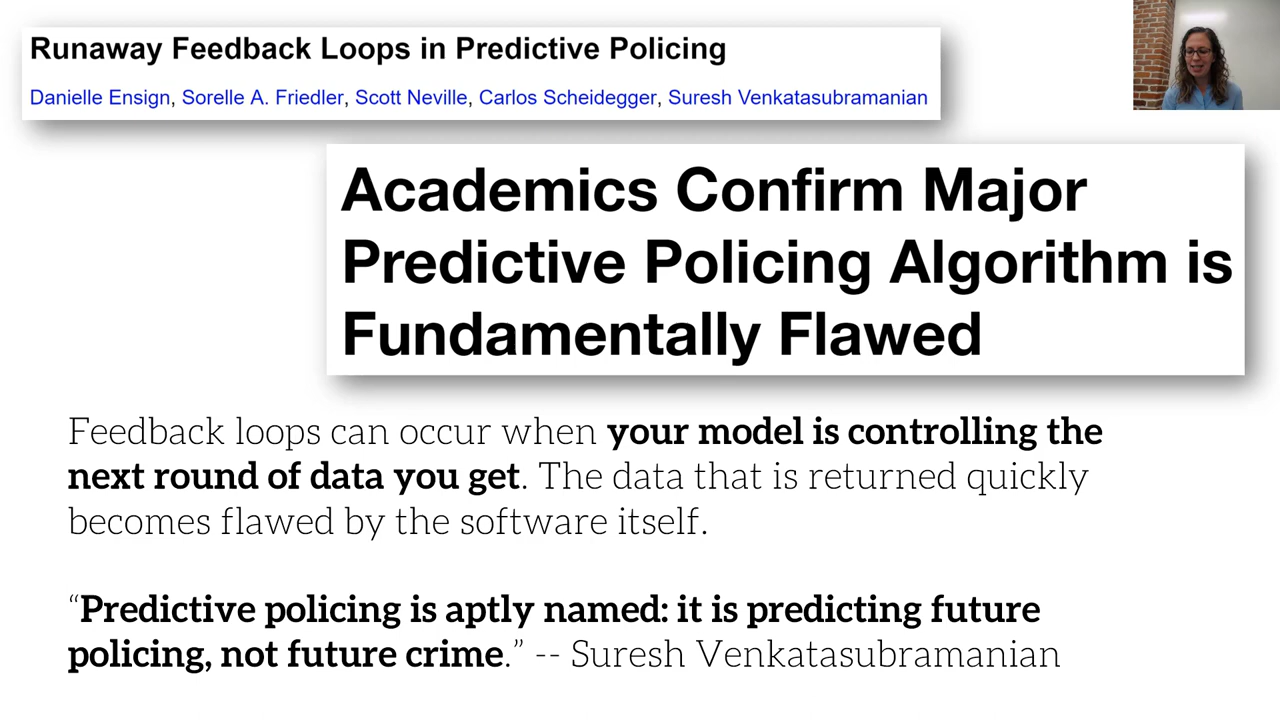 Runaway Feedback Loops in Predictive Policing
Danielle Ensign, Sorelle A. Friedler, Scott Neville, Carlos Scheidegger, Suresh Venkatasubramanian
Academics Confirm Major
Predictive Policing Algorithm is
Fundamentally Flawed
Feedback loops can occur when your model is controlling the
next round of data you get. The data that is returned quickly
becomes flawed by the software itself.
“Predictive policing is aptly named: it is predicting future
policing, not future crime.” -- Suresh Venkatasubramanian